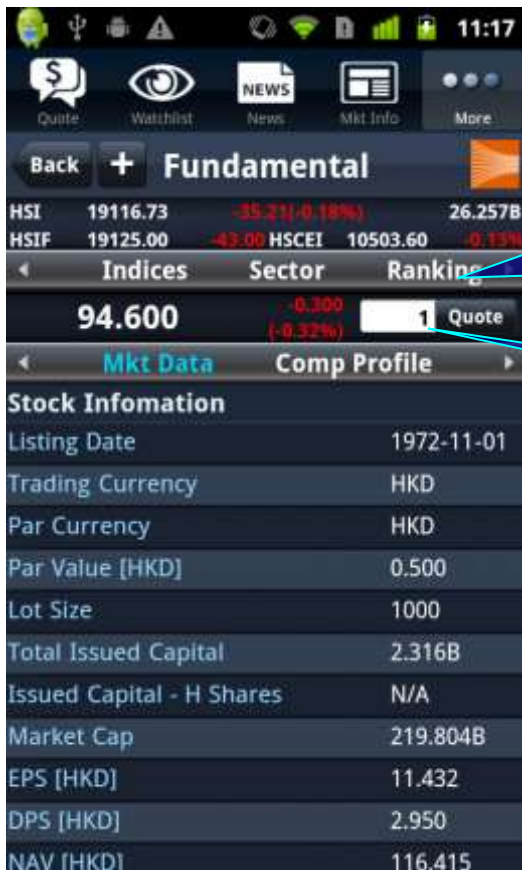 11:17
Quote Watchlist News Mkt Info More
NEWS
Back + Fundamental
HSI 19116.73 -35.21(-0.18%) 26.257B
HSIF 19125.00 -43.00 HSCEI 10503.60 -0.13%
Indices Sector Ranking
94.600 -0.300 (-0.32%) 1 Quote
Mkt Data Comp Profile
Stock Infomation
Listing Date 1972-11-01
Trading Currency HKD
Par Currency HKD
Par Value [HKD] 0.500
Lot Size 1000
Total Issued Capital 2.316B
Issued Capital - H Shares N/A
Market Cap 219.804B
EPS [HKD] 11.432
DPS [HKD] 2.950
NAV [HKD] 116.415